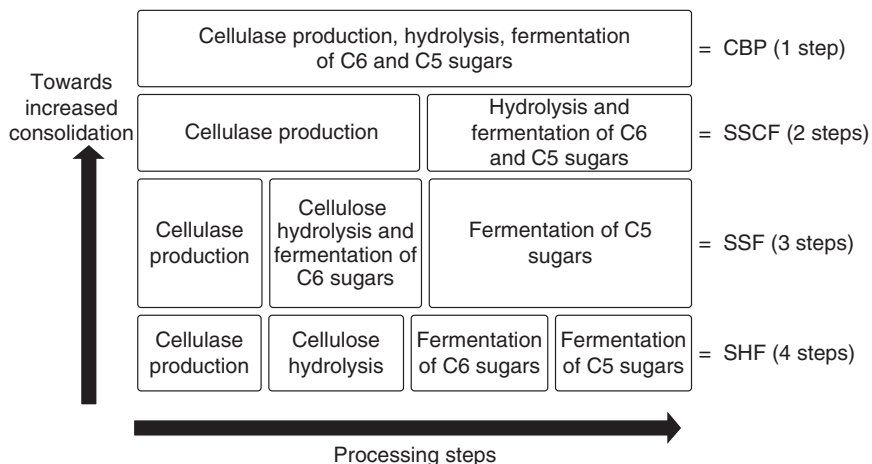 Cellulase production, hydrolysis, fermentation
of C6 and C5 sugars
= CBP (1 step)
Towards
increased
consolidation
Cellulase production
Hydrolysis and
fermentation of C6
and C5 sugars
= SSCF (2 steps)
Cellulase
production
Cellulose
hydrolysis and
fermentation of
C6 sugars
Fermentation of C5
sugars
= SSF (3 steps)
Cellulase
production
Cellulose
hydrolysis
Fermentation
of C6 sugars
Fermentation
of C5 sugars
= SHF (4 steps)
Processing steps